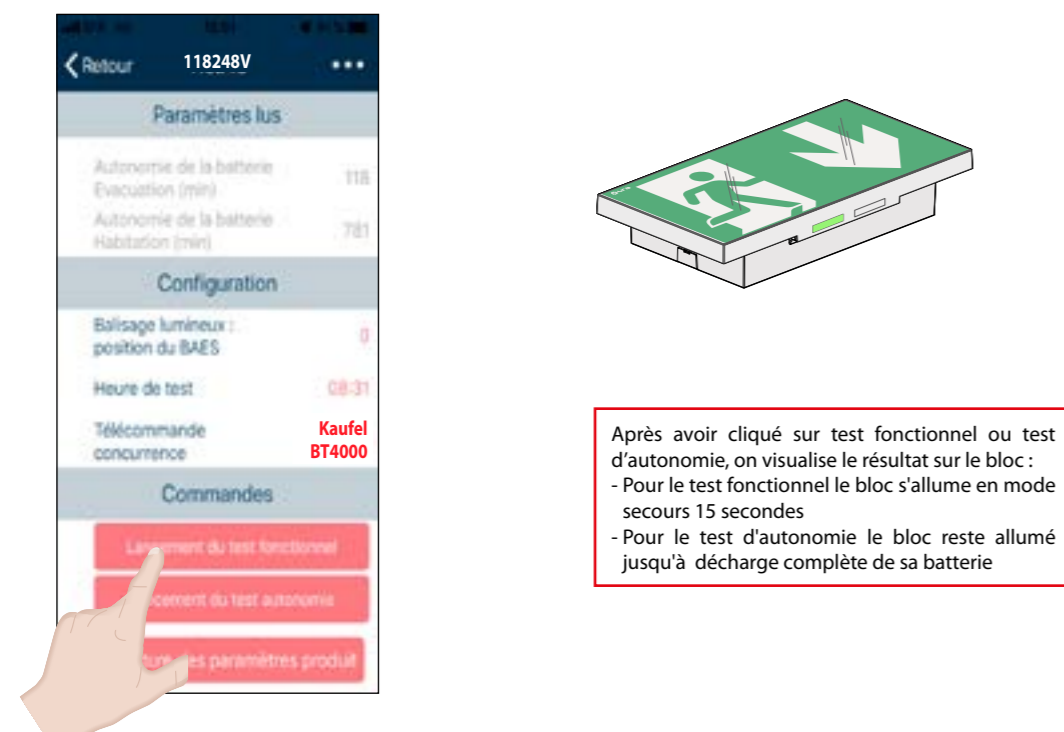 Retour 118248V
Paramètres lus
Autonomie de la batterie
Evacuation (min) 118
Autonomie de la batterie
Habitation (min) 781
Configuration
Balisage lumineux :
position du BAES 0
Heure de test 08:31
Télécommande Kaufel
concurrence BT4000
Commandes
du test fonctionnel
du test autonomie
des paramètres produit
Après avoir cliqué sur test fonctionnel ou test
d'autonomie, on visualise le résultat sur le bloc :
- Pour le test fonctionnel le bloc s'allume en mode
secours 15 secondes
- Pour le test d'autonomie le bloc reste allumé
jusqu'à décharge complète de sa batterie